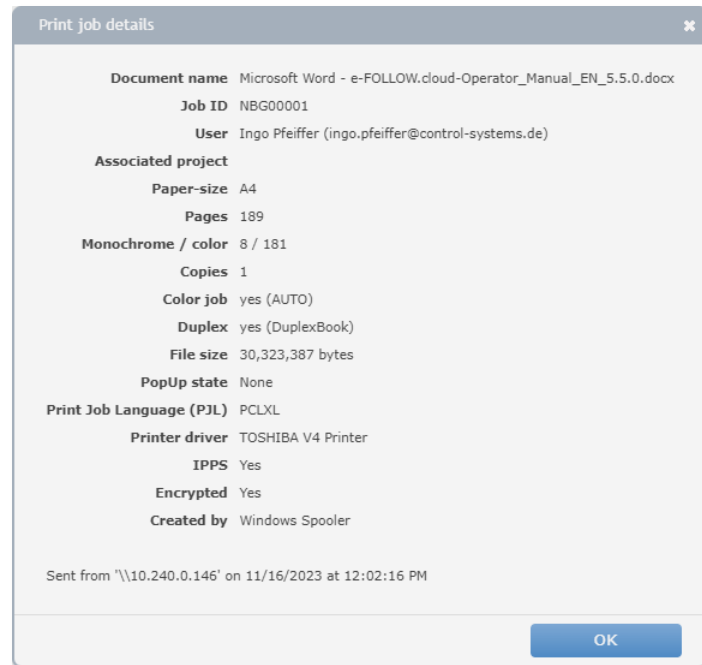 Print job details
Document name Microsoft Word - e-FOLLOW.cloud-Operator_Manual_EN_5.5.0.docx
Job ID NBG00001
User Ingo Pfeiffer (ingo.pfeiffer@control-systems.de)
Associated project
Paper-size A4
Pages 189
Monochrome / color 8 / 181
Copies 1
Color job yes (AUTO)
Duplex yes (DuplexBook)
File size 30,323,387 bytes
PopUp state None
Print Job Language (PJL) PCLXL
Printer driver TOSHIBA V4 Printer
IPPS Yes
Encrypted Yes
Created by Windows Spooler
Sent from '\\10.240.0.146' on 11/16/2023 at 12:02:16 PM
OK